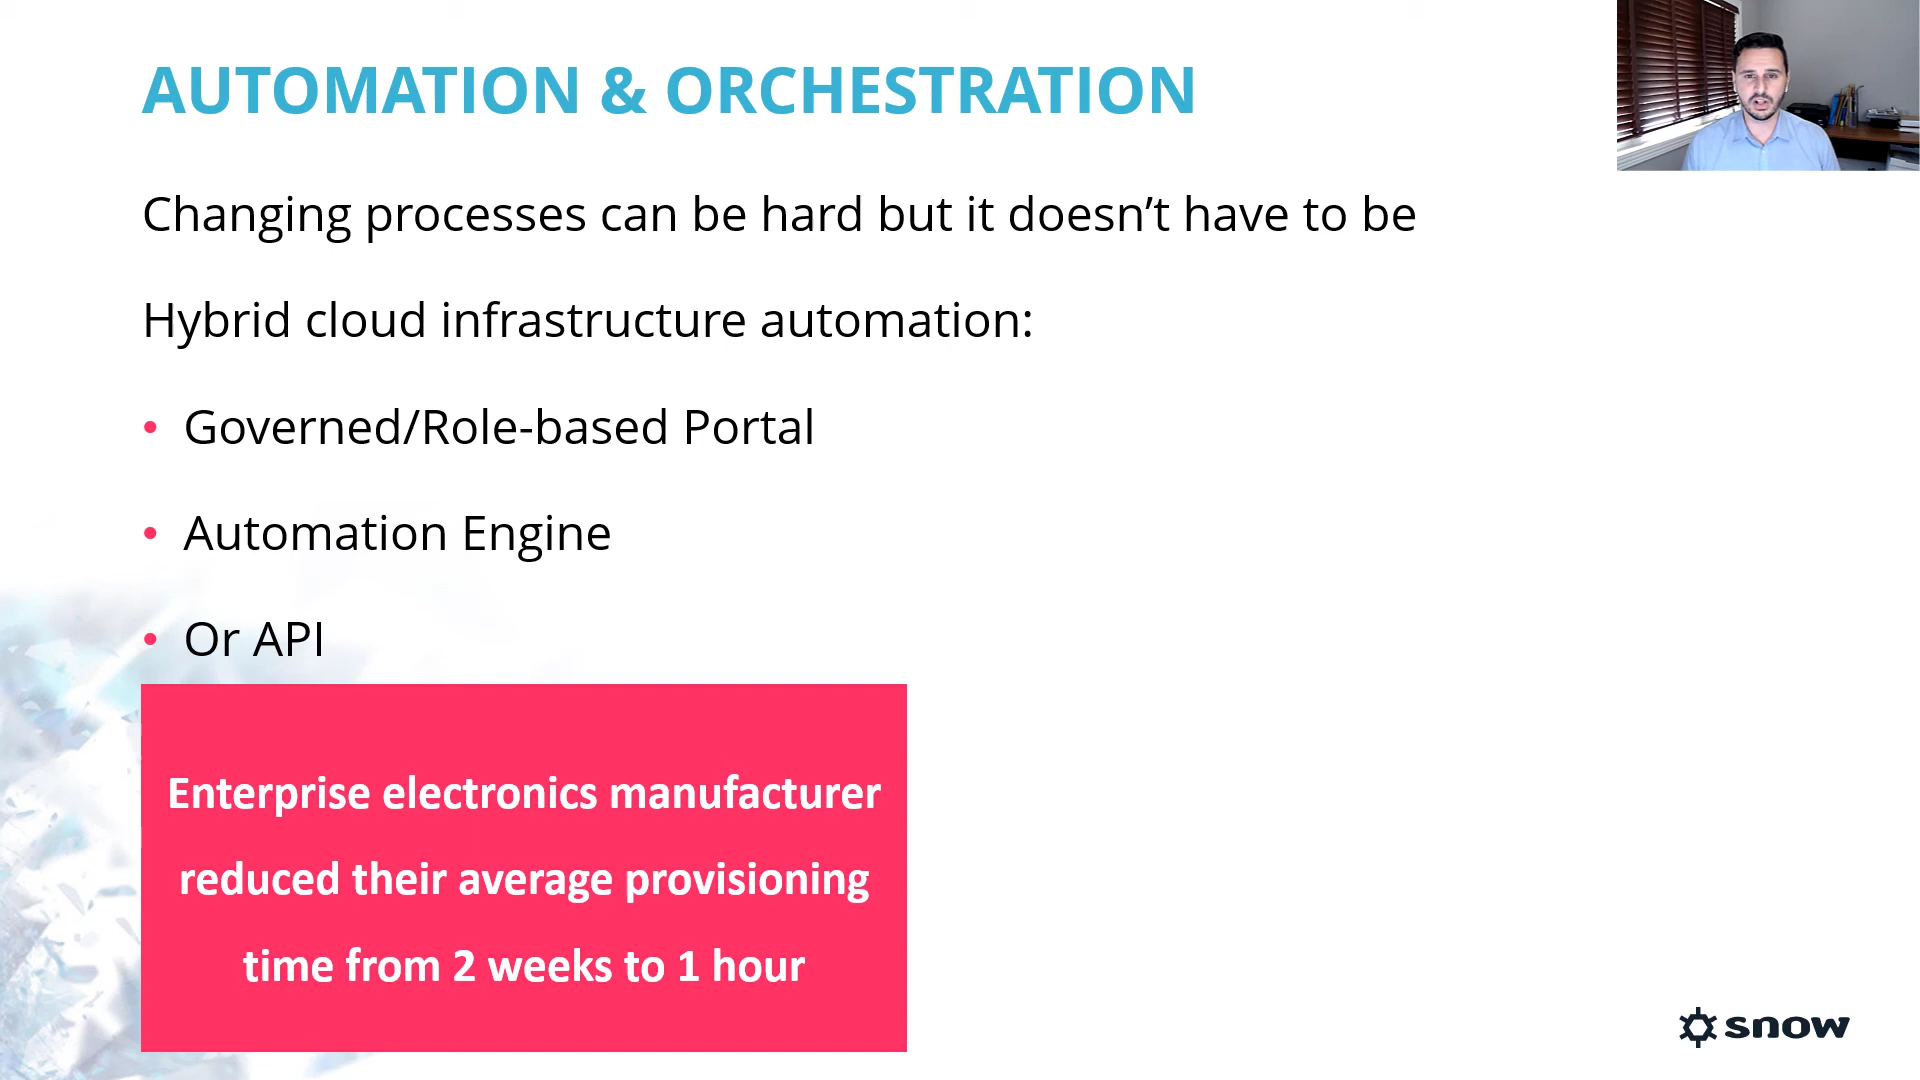 AUTOMATION & ORCHESTRATION
Changing processes can be hard but it doesn’t have to be
Hybrid cloud infrastructure automation:
• Governed/Role-based Portal
• Automation Engine
• Or API
Enterprise electronics manufacturer
reduced their average provisioning
time from 2 weeks to 1 hour
snow